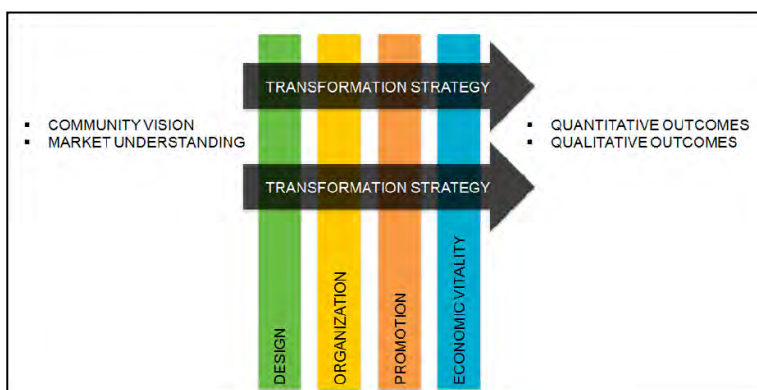 TRANSFORMATION STRATEGY
▪ COMMUNITY VISION
▪ MARKET UNDERSTANDING
▪ QUANTITATIVE OUTCOMES
▪ QUALITATIVE OUTCOMES
TRANSFORMATION STRATEGY
DESIGN
ORGANIZATION
PROMOTION
ECONOMIC VITALITY